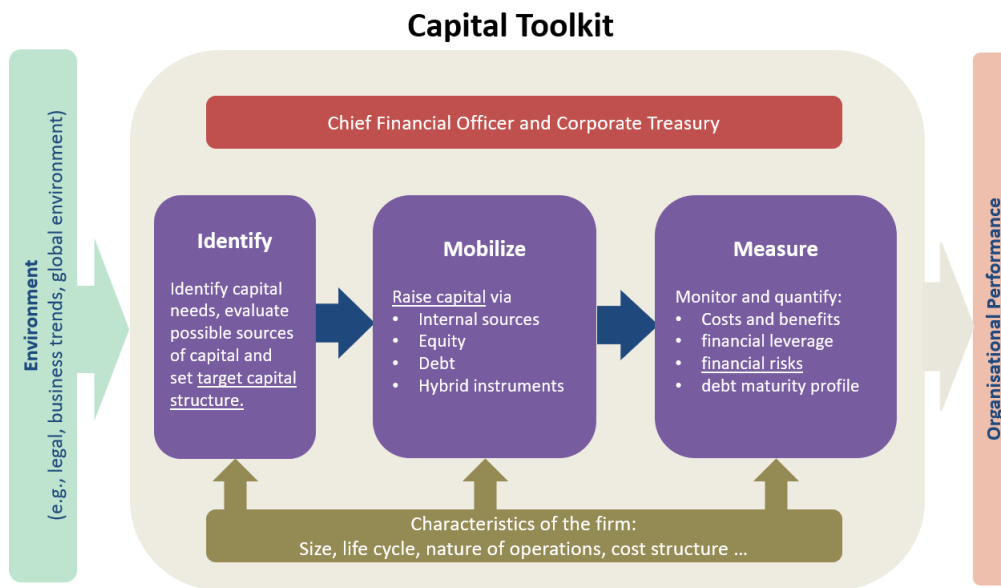 Capital Toolkit
Environment
(e.g., legal, business trends, global environment)
Chief Financial Officer and Corporate Treasury
Identify
Identify capital
needs, evaluate
possible sources
of capital and
set target capital
structure.
Mobilize
Raise capital via
• Internal sources
• Equity
• Debt
• Hybrid instruments
Measure
Monitor and quantify:
• Costs and benefits
• financial leverage
• financial risks
• debt maturity profile
Characteristics of the firm:
Size, life cycle, nature of operations, cost structure ...
Organisational Performance